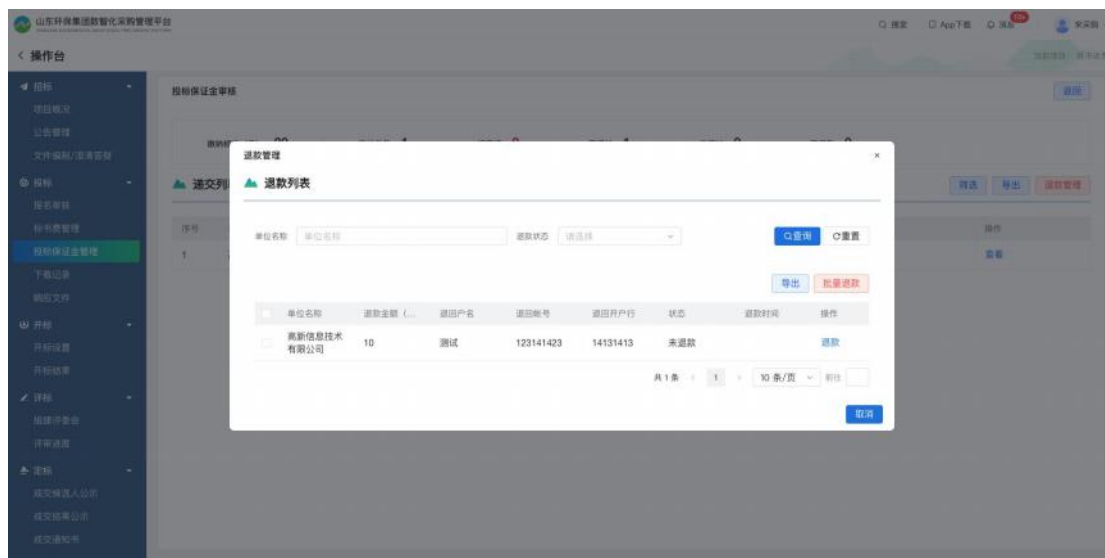 山东环保集团数智化采购管理平台
搜索 App下载 消息
操作台
招标
项目概况
公告管理
投标保证金审核
返回
退款管理
×
递交列
退款列表
筛选 导出 退款管理
投标
报名审核
标书费管理
投标保证金管理
下载记录
响应文件
序号 操作
1 查看
单位名称 单位名称 退款状态 请选择 查询 重置
导出 批量退款
单位名称 退款金额（... 退回户名 退回账号 退回开户行 状态 退款时间 操作
高新信息技术有限公司 10 测试 123141423 14131413 未退款 退款
共 1 条 1 10 条/页 前往
取消
开标
开标设置
开标结果
评标
组建评委会
评审进度
定标
成交候选人公示
成交结果公示
成交通知书